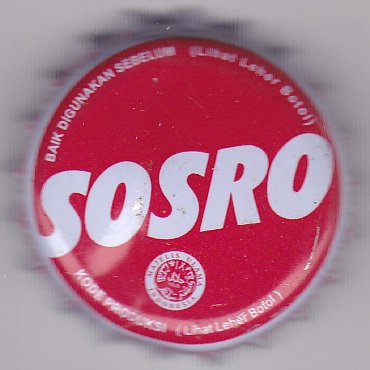 BAIK DIGUNAKAN SEBELUM (Lihat Leher Botol)
SOSRO
MAJELIS ULAMA INDONESIA
KODE PRODUKSI (Lihat Leher Botol)